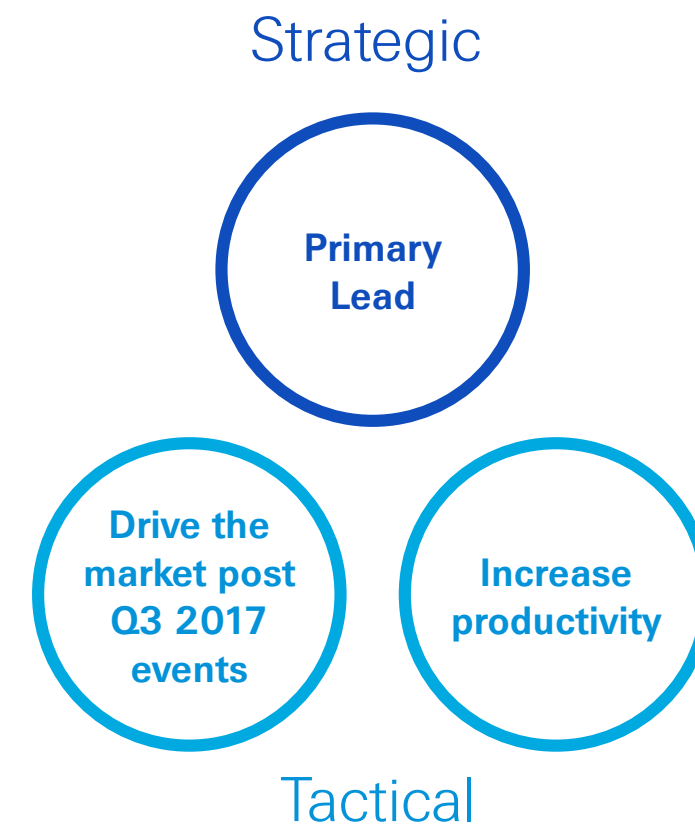 Strategic
Primary
Lead
Drive the
market post
Q3 2017
events
Increase
productivity
Tactical